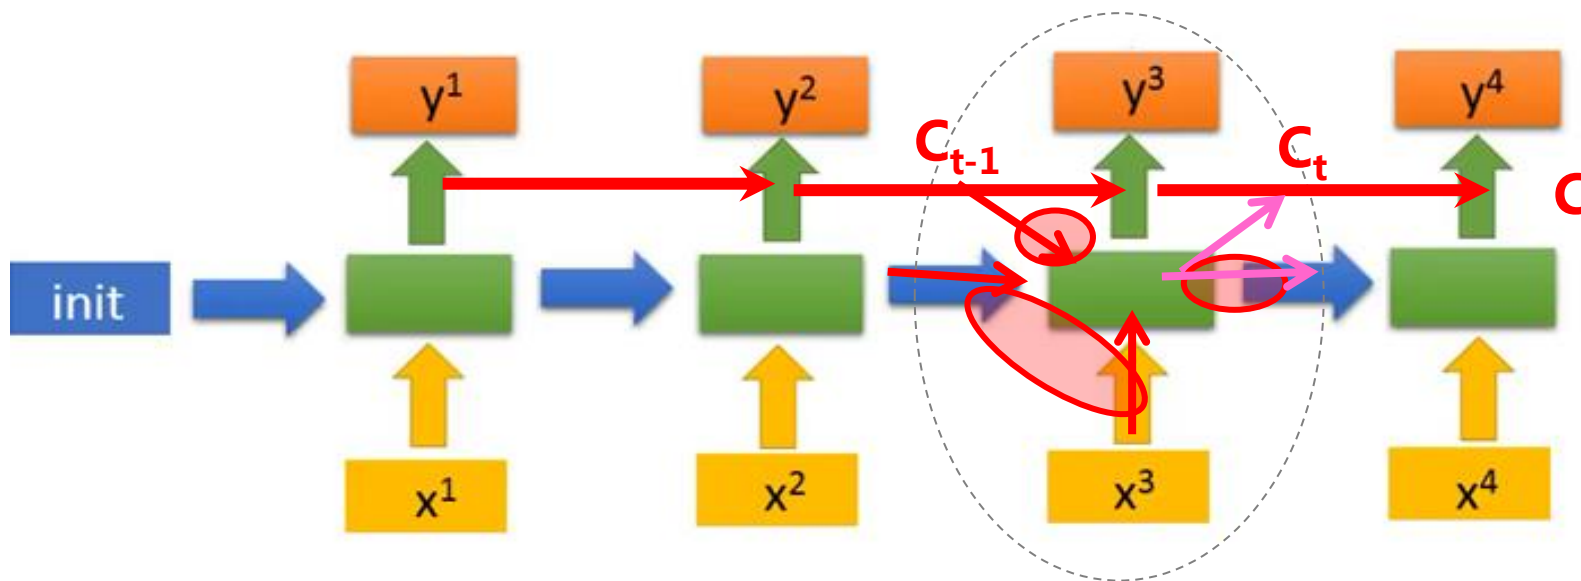 y¹ y² y³ y⁴
Cₜ₋₁ Cₜ C
init
x¹ x² x³ x⁴